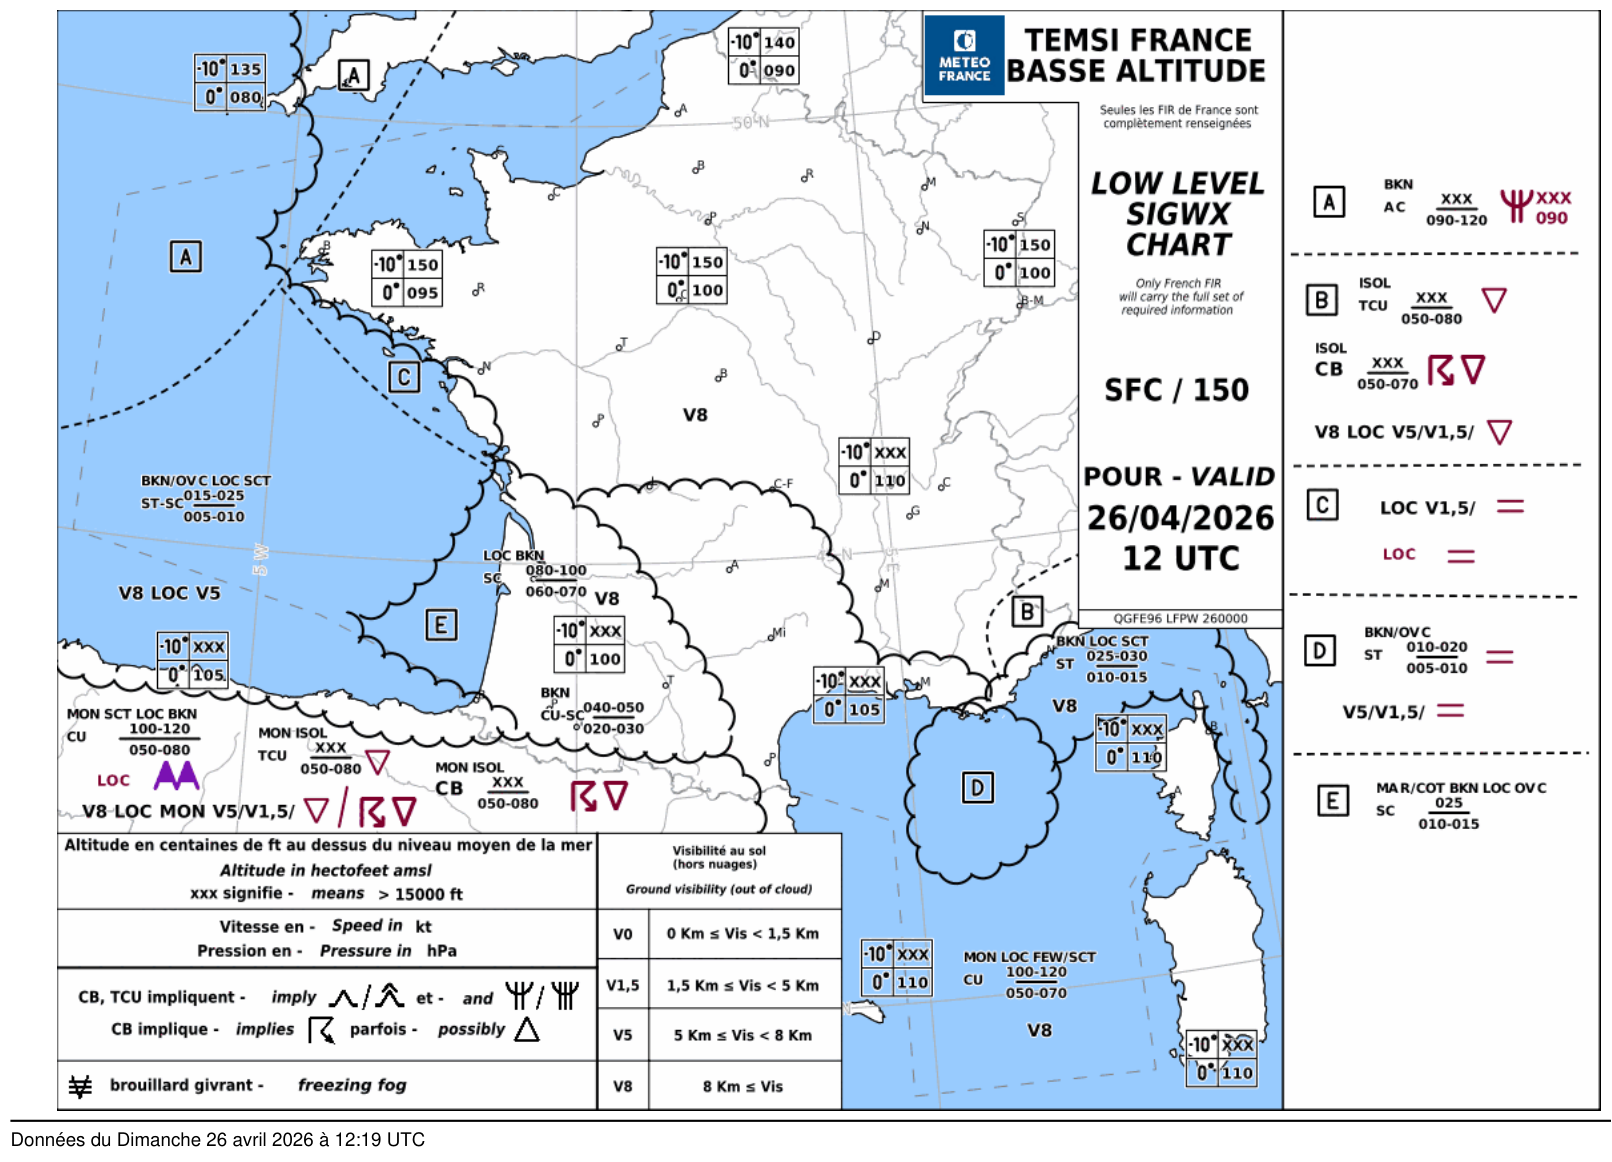 -10° 135
0° 080
A
-10° 140
0° 090
METEO
FRANCE
TEMSI FRANCE
BASSE ALTITUDE
Seules les FIR de France sont
complètement renseignées
LOW LEVEL
SIGWX
CHART
Only French FIR
will carry the full set of
required information
SFC / 150
POUR - VALID
26/04/2026
12 UTC
QGFE96 LFPW 260000
50°N
A
B
R
M
C
C
P
N
S
A
B
-10° 150
0° 095
R
-10° 150
0° 100
C
-10° 150
0° 100
B-M
T
D
N
B
C
P
V8
-10° XXX
0° 110
L
C-F
C
G
BKN/OVC LOC SCT
ST-SC 015-025
005-010
5°W
V8 LOC V5
LOC BKN
SC 080-100
060-070
V8
A
M
E
-10° XXX
0° 100
Mi
B
BKN LOC SCT
ST 025-030
010-015
-10° XXX
0° 105
T
-10° XXX
0° 105
M
N
V8
BKN
CU-SC 040-050
020-030
P
B
-10° XXX
0° 110
B
A
P
MON SCT LOC BKN
CU 100-120
050-080
LOC
MON ISOL
TCU XXX
050-080
MON ISOL
CB XXX
050-080
V8 LOC MON V5/V1,5/
/
D
-10° XXX
0° 110
MON LOC FEW/SCT
CU 100-120
050-070
V8
-10° XXX
0° 110
Altitude en centaines de ft au dessus du niveau moyen de la mer
Altitude in hectofeet amsl
xxx signifie - means > 15000 ft
Vitesse en - Speed in kt
Pression en - Pressure in hPa
CB, TCU impliquent - imply / et - and /
CB implique - implies parfois - possibly
brouillard givrant - freezing fog
Visibilité au sol
(hors nuages)
Ground visibility (out of cloud)
V0 0 Km ≤ Vis < 1,5 Km
V1,5 1,5 Km ≤ Vis < 5 Km
V5 5 Km ≤ Vis < 8 Km
V8 8 Km ≤ Vis
A BKN
AC XXX
090-120
XXX
090
B ISOL
TCU XXX
050-080
ISOL
CB XXX
050-070
V8 LOC V5/V1,5/
C LOC V1,5/
LOC
D BKN/OVC
ST 010-020
005-010
V5/V1,5/
E MAR/COT BKN LOC OVC
SC 025
010-015
Données du Dimanche 26 avril 2026 à 12:19 UTC